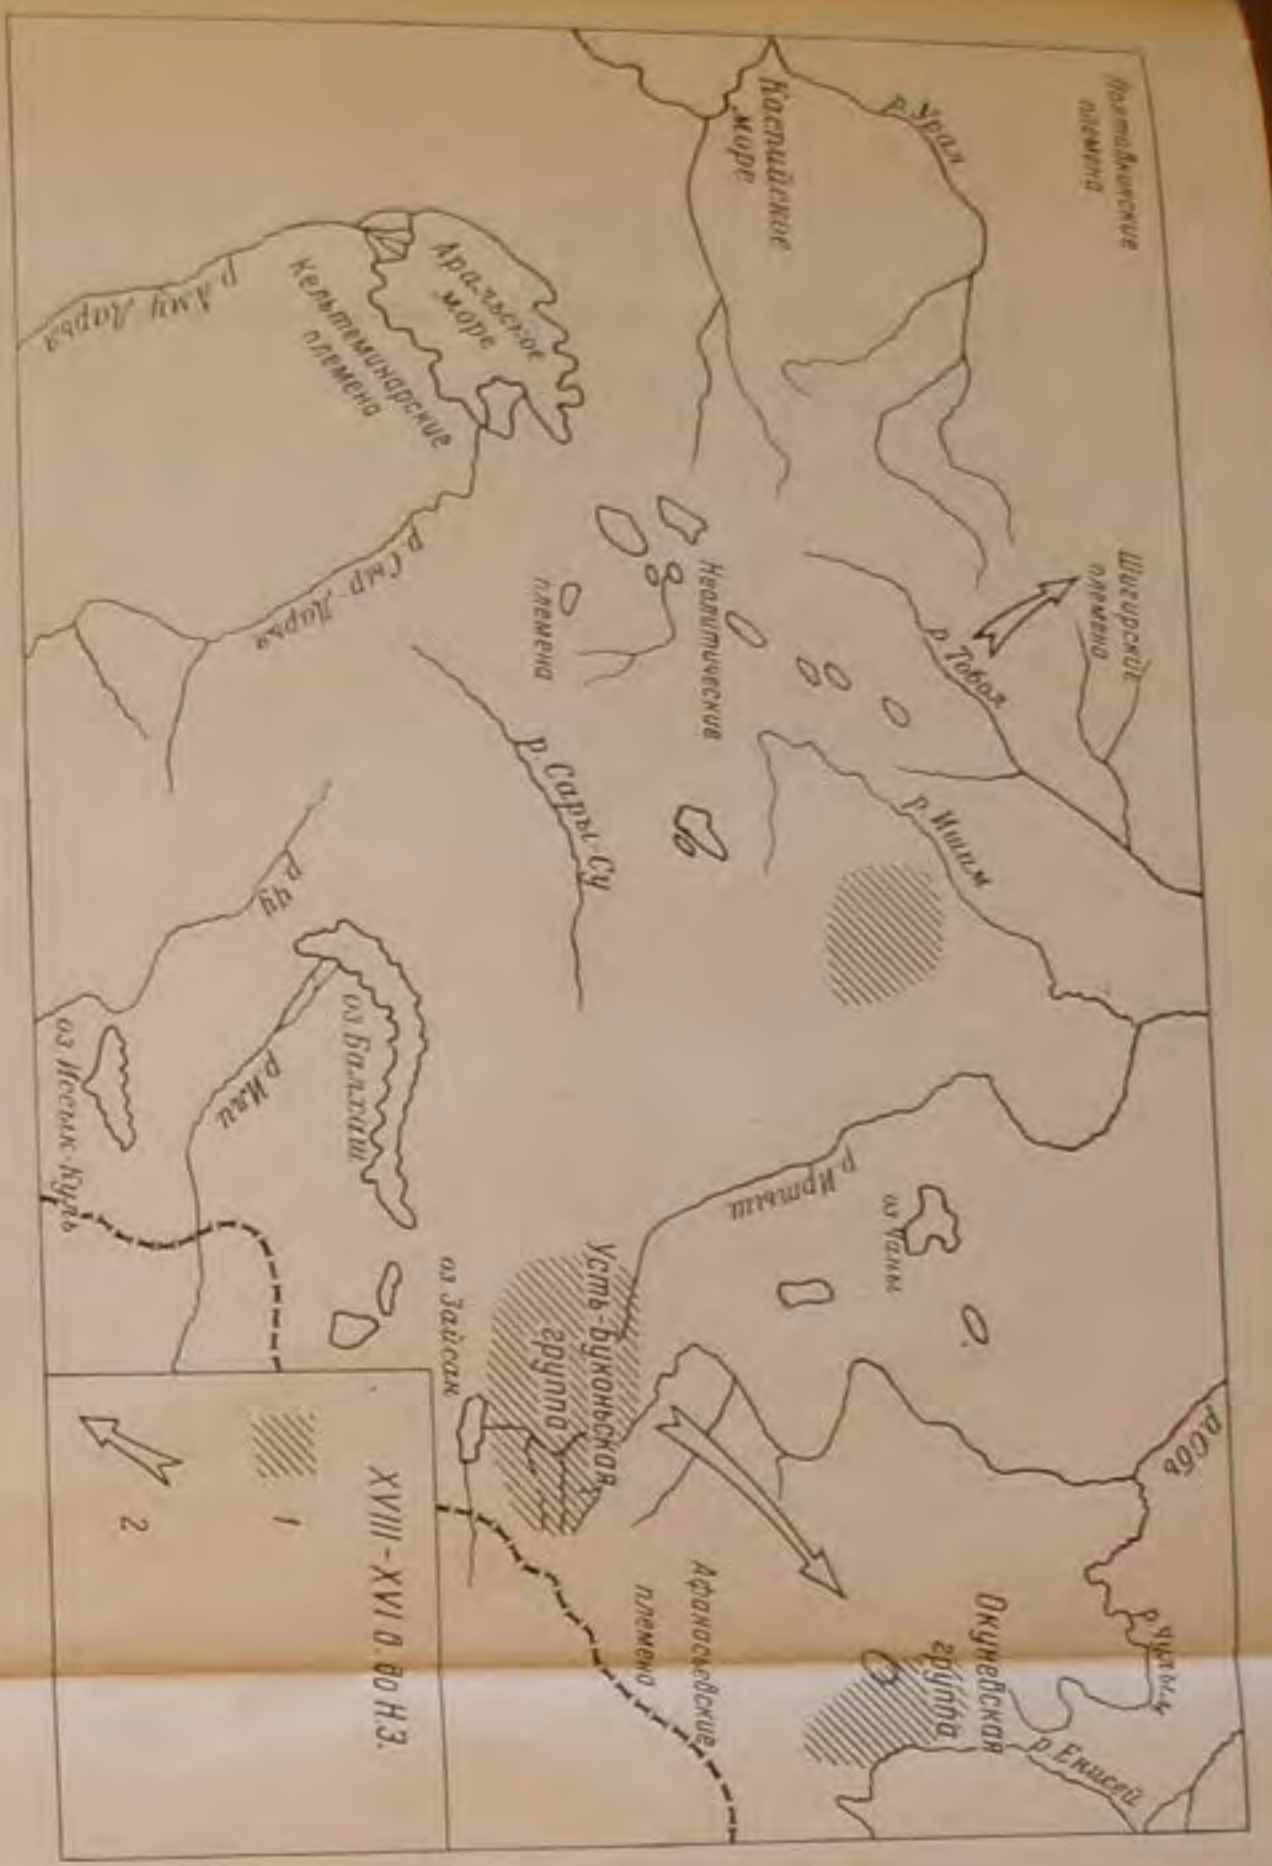 Полтавкинские
племена
р. Урал
Каспийское
море
Шигирские
племена
р. Тобол
Аральское
море
Кельтеминарские
племена
р. Аму Дарья
Неолитические
племена
р. Сыр-Дарья
р. Ишим
р. Сары-Су
р. Чу
оз Балхаш
р. Или
оз Иссык-Куль
р. Иртыш
оз Чаны
р. Обь
Усть-Буконьская
группа
оз Зайсан
р. Чулым
Окуневская
группа
р. Енисей
Афанасьевские
племена
XVIII-XVI в. до н.э.
1
2